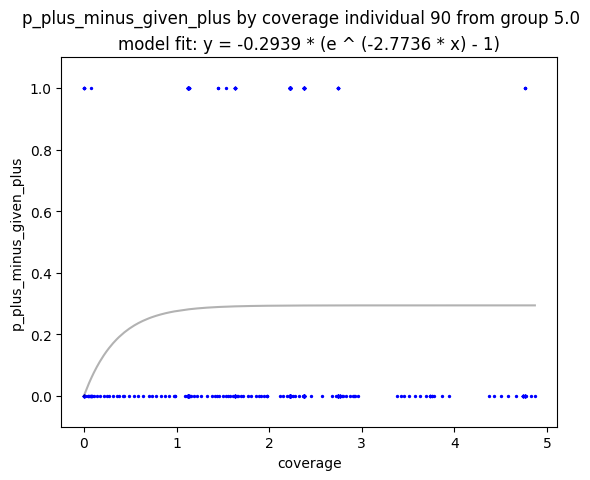 p_plus_minus_given_plus by coverage individual 90 from group 5.0
model fit: y = -0.2939 * (e ^ (-2.7736 * x) - 1)
p_plus_minus_given_plus
1.0
0.8
0.6
0.4
0.2
0.0
0 1 2 3 4 5
coverage